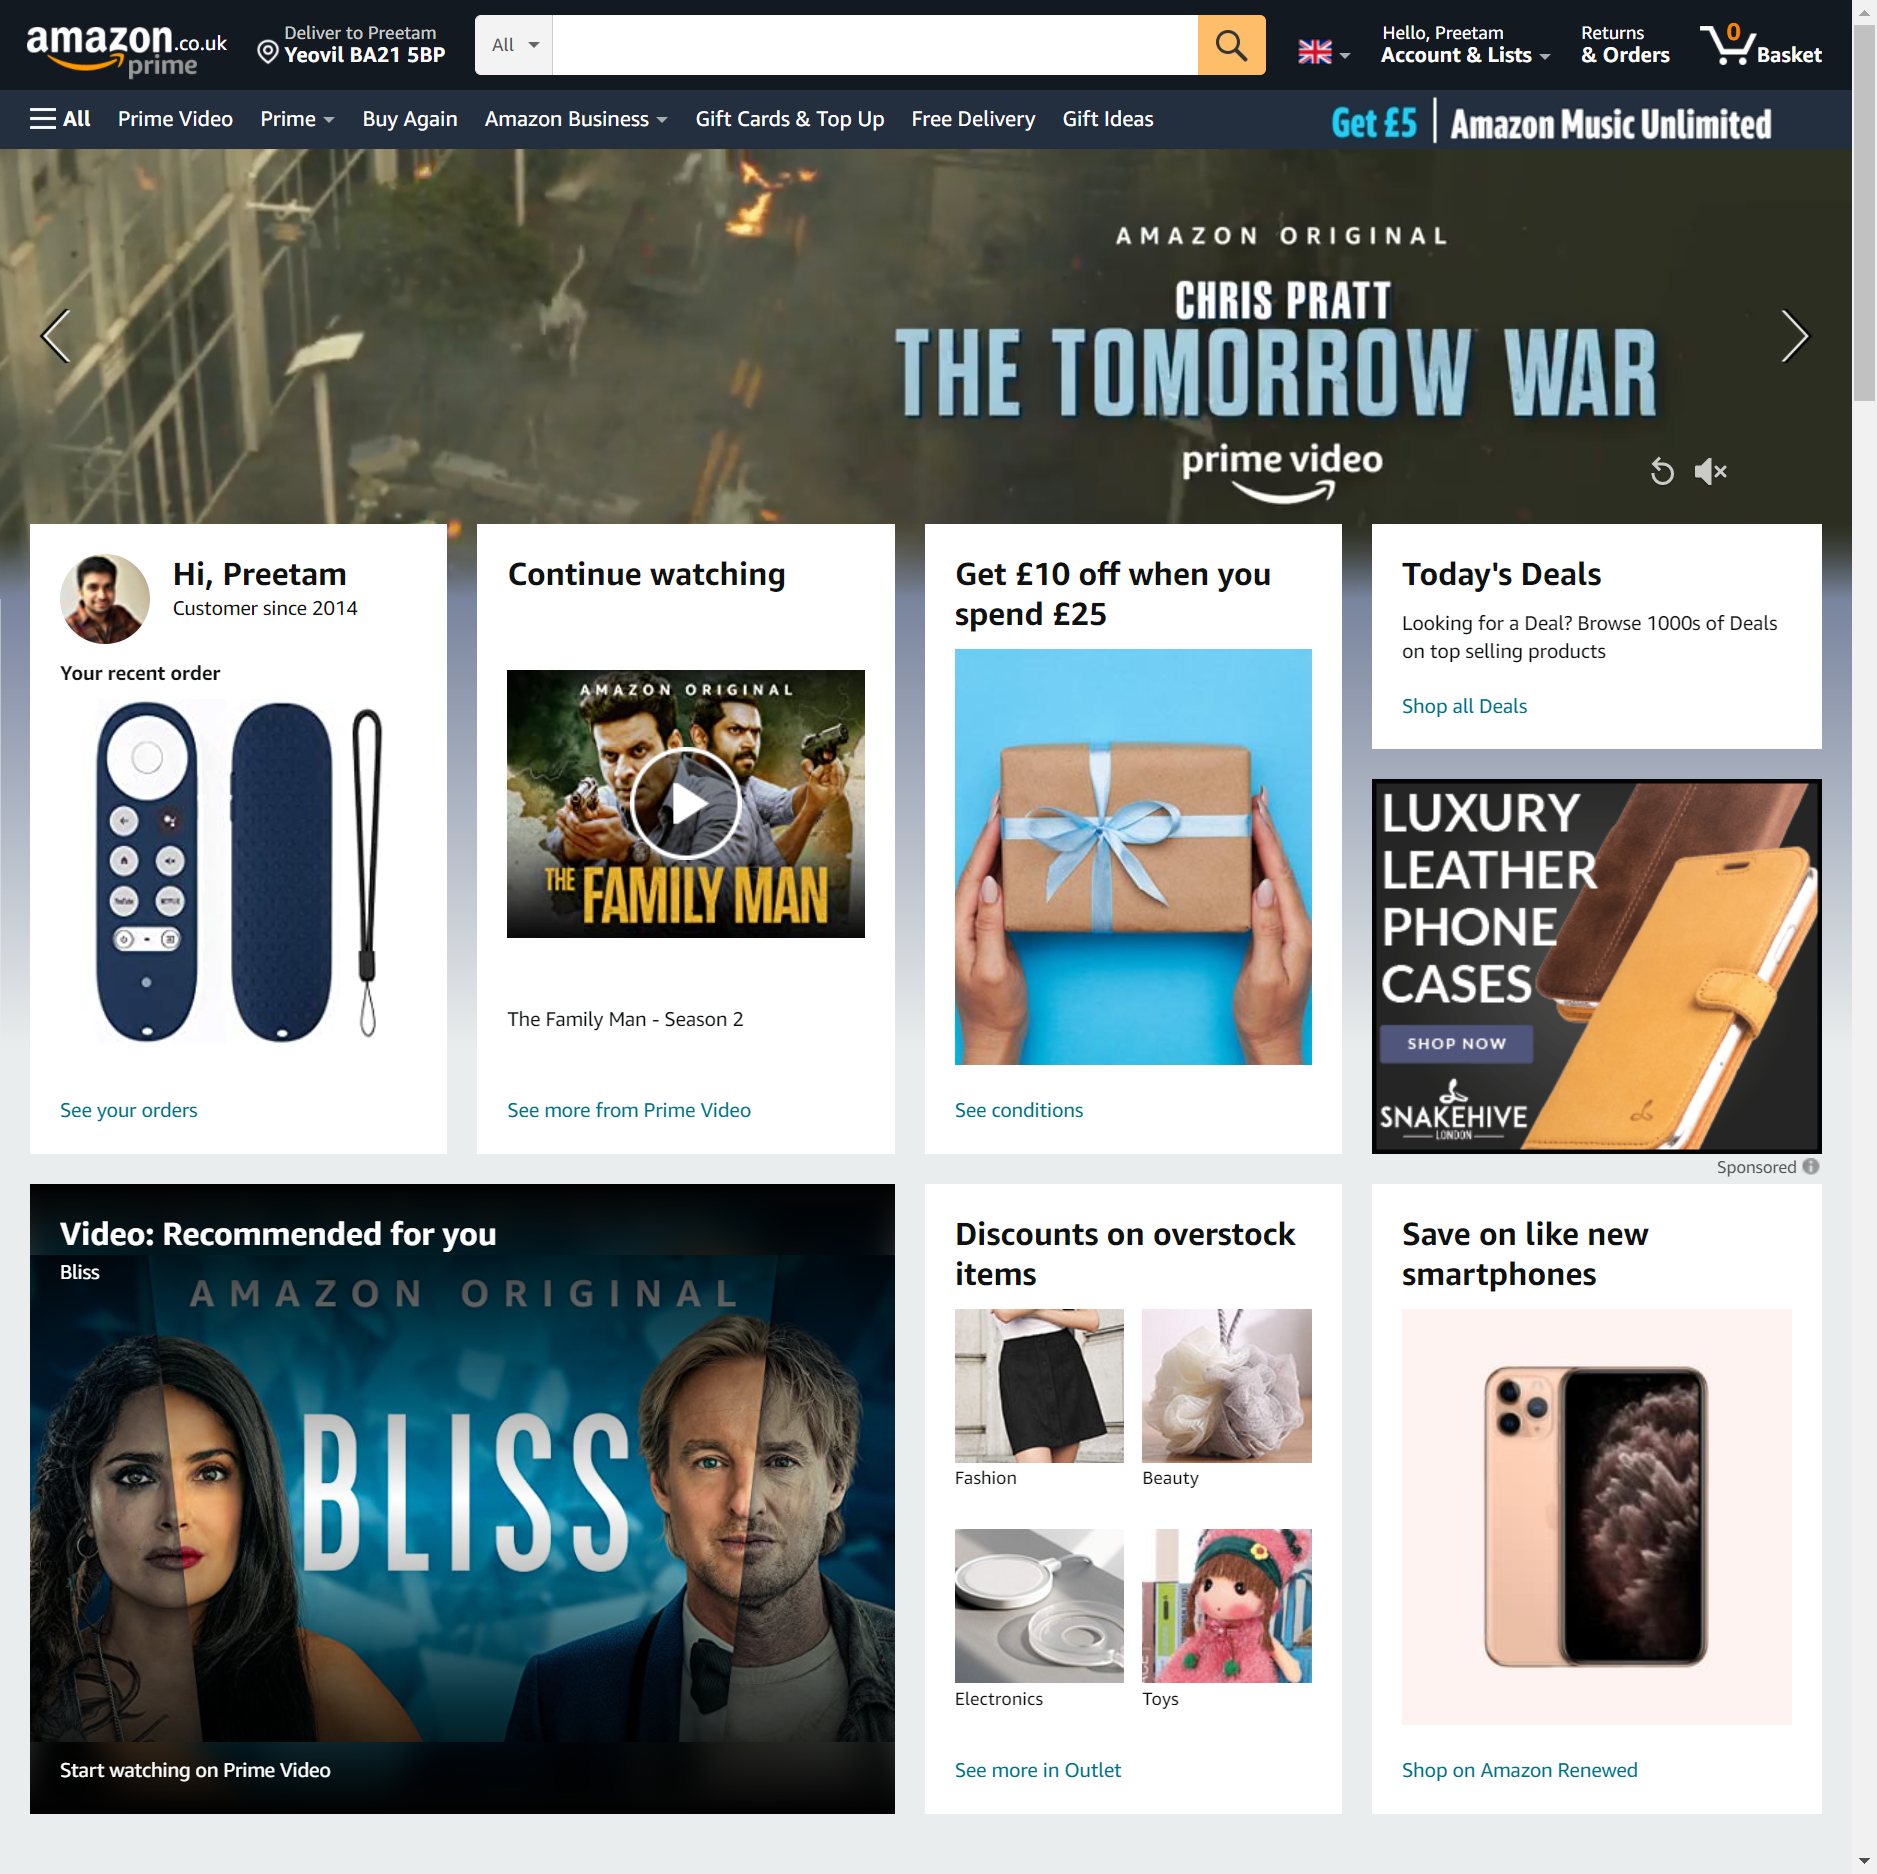 amazon.co.uk
prime
Deliver to Preetam
Yeovil BA21 5BP
All
Hello, Preetam
Account & Lists
Returns
& Orders
0
Basket
All
Prime Video
Prime
Buy Again
Amazon Business
Gift Cards & Top Up
Free Delivery
Gift Ideas
Get £5
Amazon Music Unlimited
AMAZON ORIGINAL
CHRIS PRATT
THE TOMORROW WAR
prime video
Hi, Preetam
Customer since 2014
Your recent order
YouTube
NETFLIX
See your orders
Continue watching
AMAZON ORIGINAL
THE FAMILY MAN
The Family Man - Season 2
See more from Prime Video
Get £10 off when you
spend £25
See conditions
Today's Deals
Looking for a Deal? Browse 1000s of Deals
on top selling products
Shop all Deals
LUXURY
LEATHER
PHONE
CASES
SHOP NOW
SNAKEHIVE
LONDON
Sponsored
Video: Recommended for you
Bliss
AMAZON ORIGINAL
BLISS
Start watching on Prime Video
Discounts on overstock
items
Fashion
Beauty
Electronics
Toys
See more in Outlet
Save on like new
smartphones
Shop on Amazon Renewed